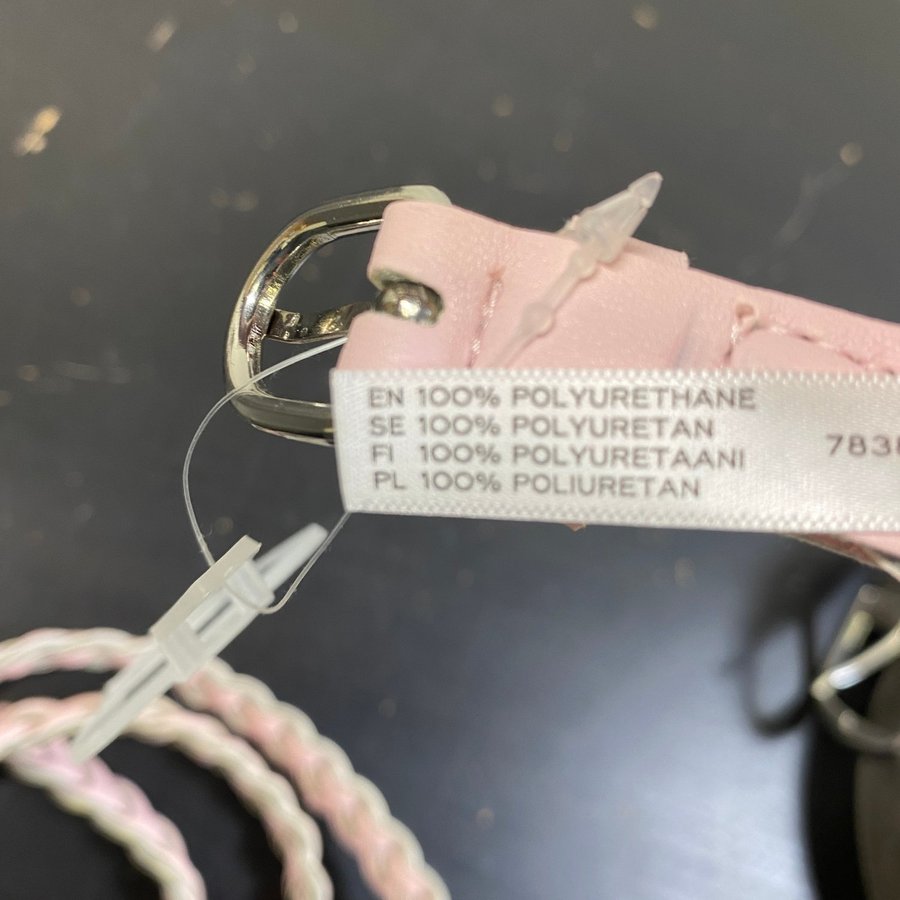 EN 100% POLYURETHANE
SE 100% POLYURETAN
FI 100% POLYURETAANI
PL 100% POLIURETAN